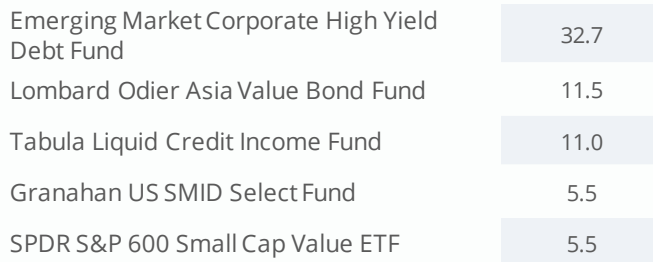 Emerging Market Corporate High Yield
Debt Fund
32.7
Lombard Odier Asia Value Bond Fund 11.5
Tabula Liquid Credit Income Fund 11.0
Granahan US SMID Select Fund 5.5
SPDR S&P 600 Small Cap Value ETF 5.5